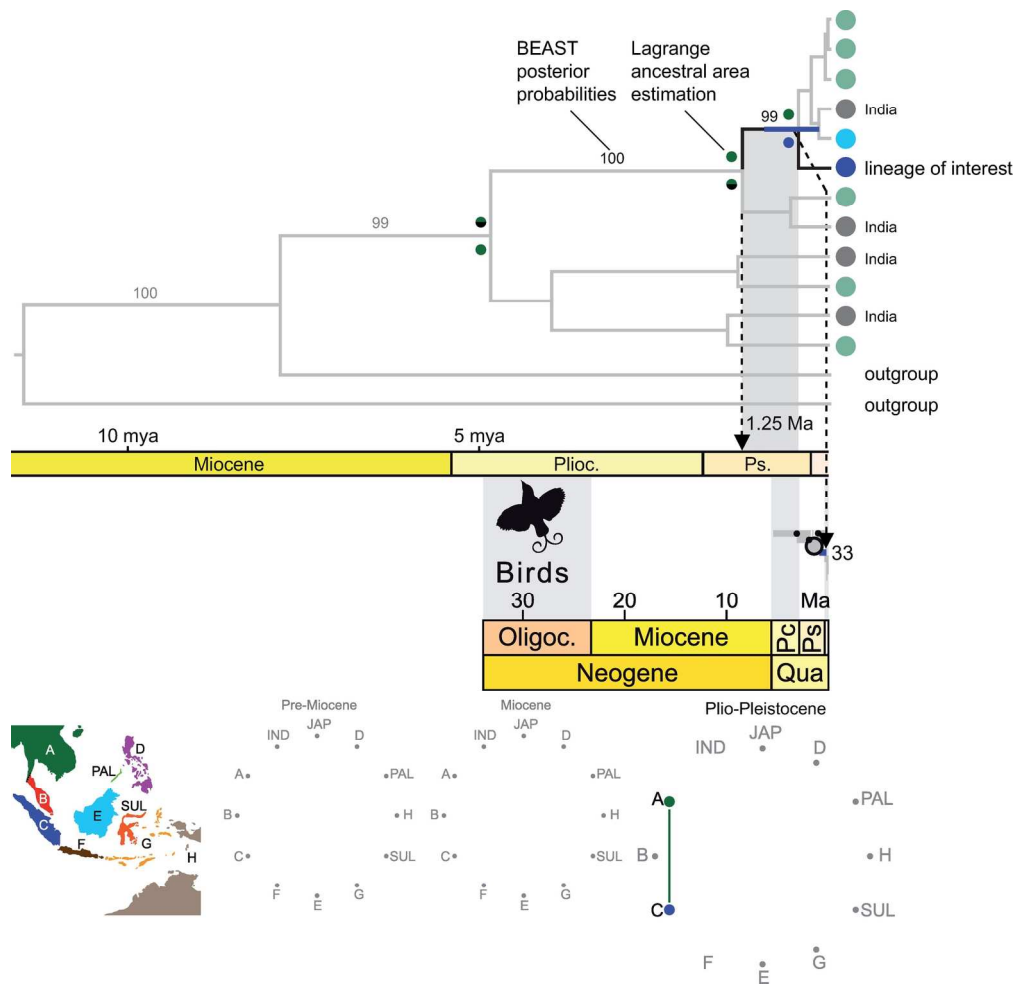 BEAST
posterior
probabilities
Lagrange
ancestral area
estimation
99
India
lineage of interest
100
India
99
India
100
India
outgroup
outgroup
1.25 Ma
10 mya
5 mya
Miocene
Plioc.
Ps.
33
Birds
30
20
10
Ma
Oligoc.
Miocene
Pc
Ps
Neogene
Qua
A
B
C
D
PAL
E
SUL
F
G
H
Pre-Miocene
JAP
IND
D
A
PAL
B
H
C
SUL
F
E
G
Miocene
JAP
IND
D
A
PAL
B
H
C
SUL
F
E
G
Plio-Pleistocene
JAP
IND
D
A
PAL
B
H
C
SUL
F
E
G